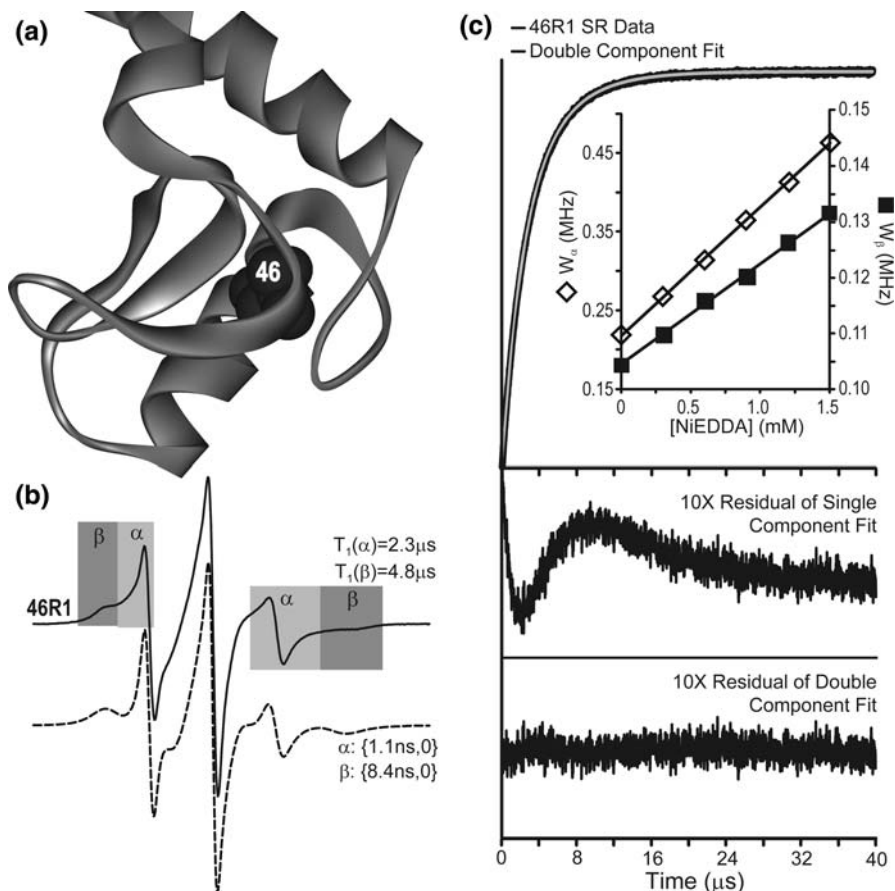 (a)
46
(b)
β
α
T₁(α)=2.3μs
T₁(β)=4.8μs
46R1
α
β
α: {1.1ns,0}
β: {8.4ns,0}
(c)
46R1 SR Data
Double Component Fit
0.45
0.35
0.25
0.15
W_α (MHz)
0.15
0.14
0.13
0.12
0.11
0.10
W_β (MHz)
0
0.5
1.0
1.5
[NiEDDA] (mM)
10X Residual of Single
Component Fit
10X Residual of Double
Component Fit
0
8
16
24
32
40
Time (μs)